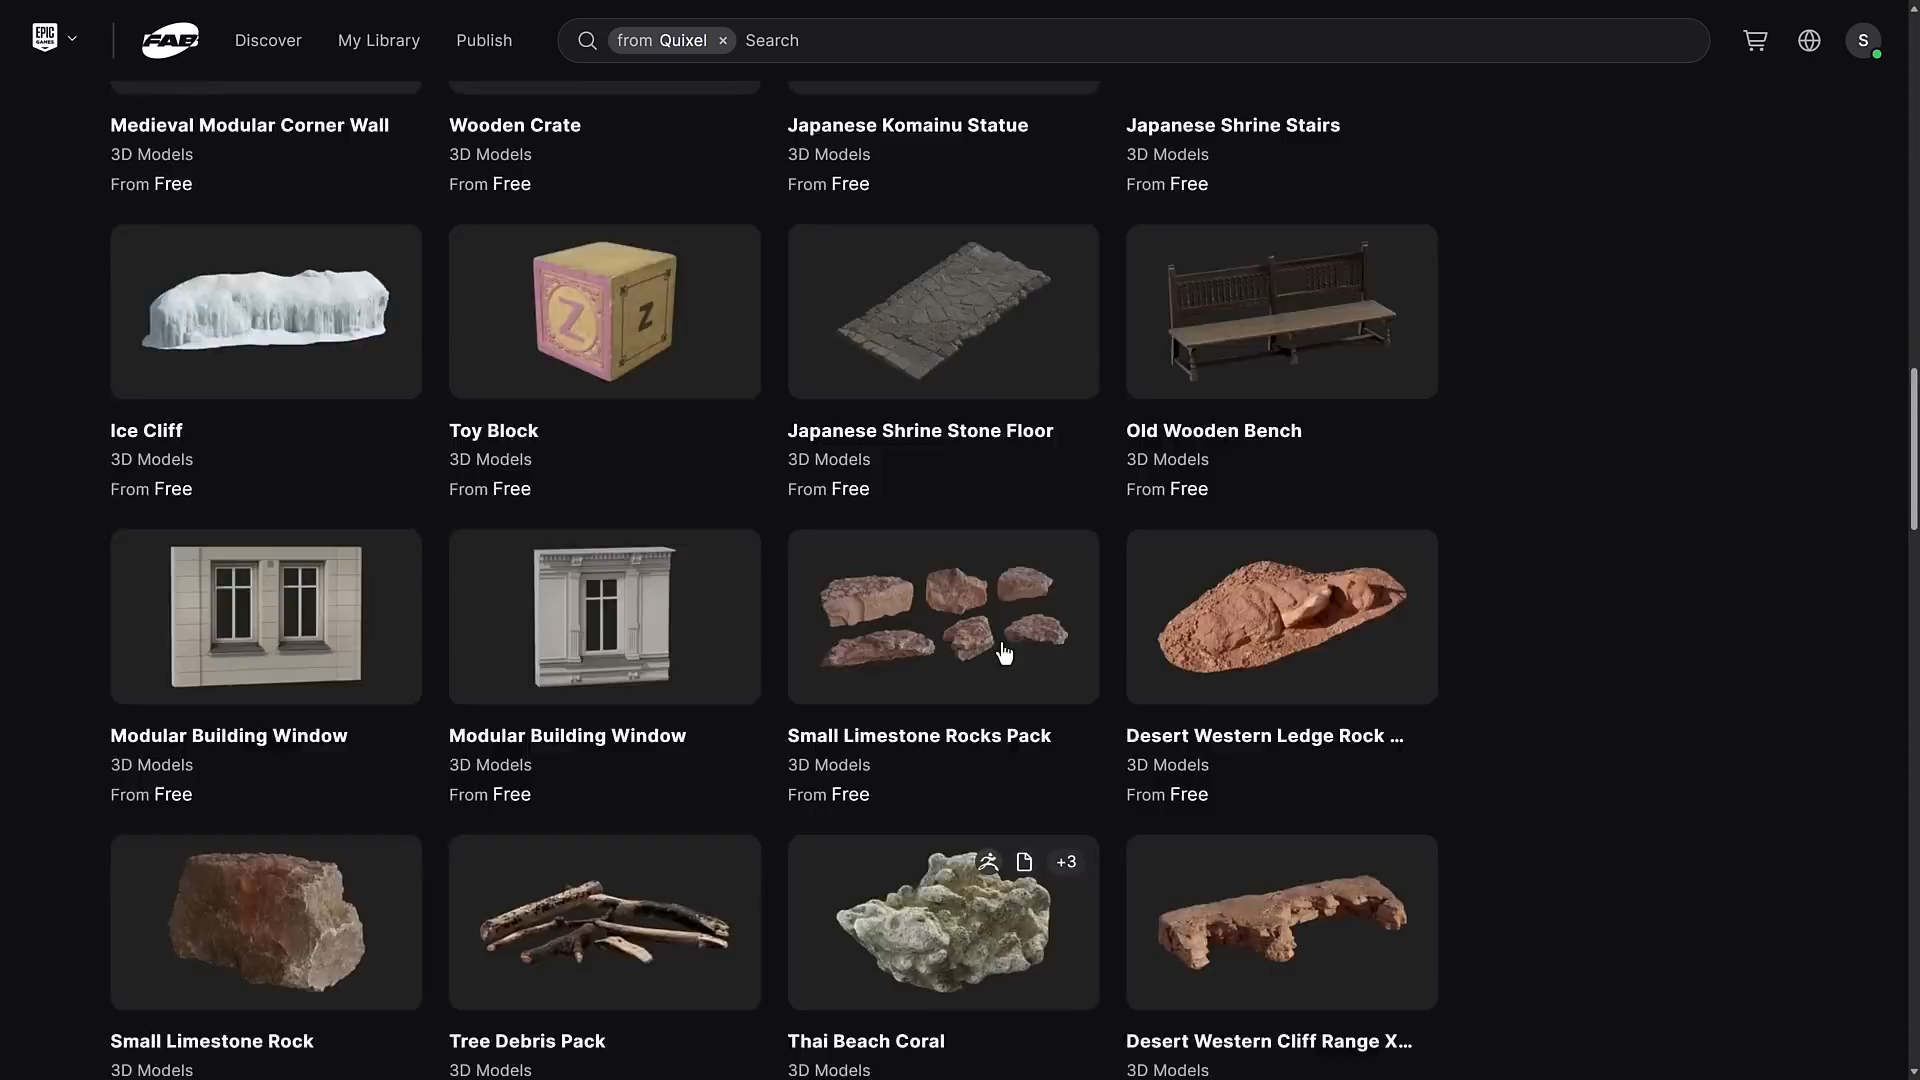 EPIC GAMES
FAB
Discover
My Library
Publish
from Quixel ×
Search
S
Medieval Modular Corner Wall
3D Models
From Free
Wooden Crate
3D Models
From Free
Japanese Komainu Statue
3D Models
From Free
Japanese Shrine Stairs
3D Models
From Free
Z
Z
Ice Cliff
3D Models
From Free
Toy Block
3D Models
From Free
Japanese Shrine Stone Floor
3D Models
From Free
Old Wooden Bench
3D Models
From Free
Modular Building Window
3D Models
From Free
Modular Building Window
3D Models
From Free
Small Limestone Rocks Pack
3D Models
From Free
Desert Western Ledge Rock ...
3D Models
From Free
+3
Small Limestone Rock
3D Models
Tree Debris Pack
3D Models
Thai Beach Coral
3D Models
Desert Western Cliff Range X...
3D Models